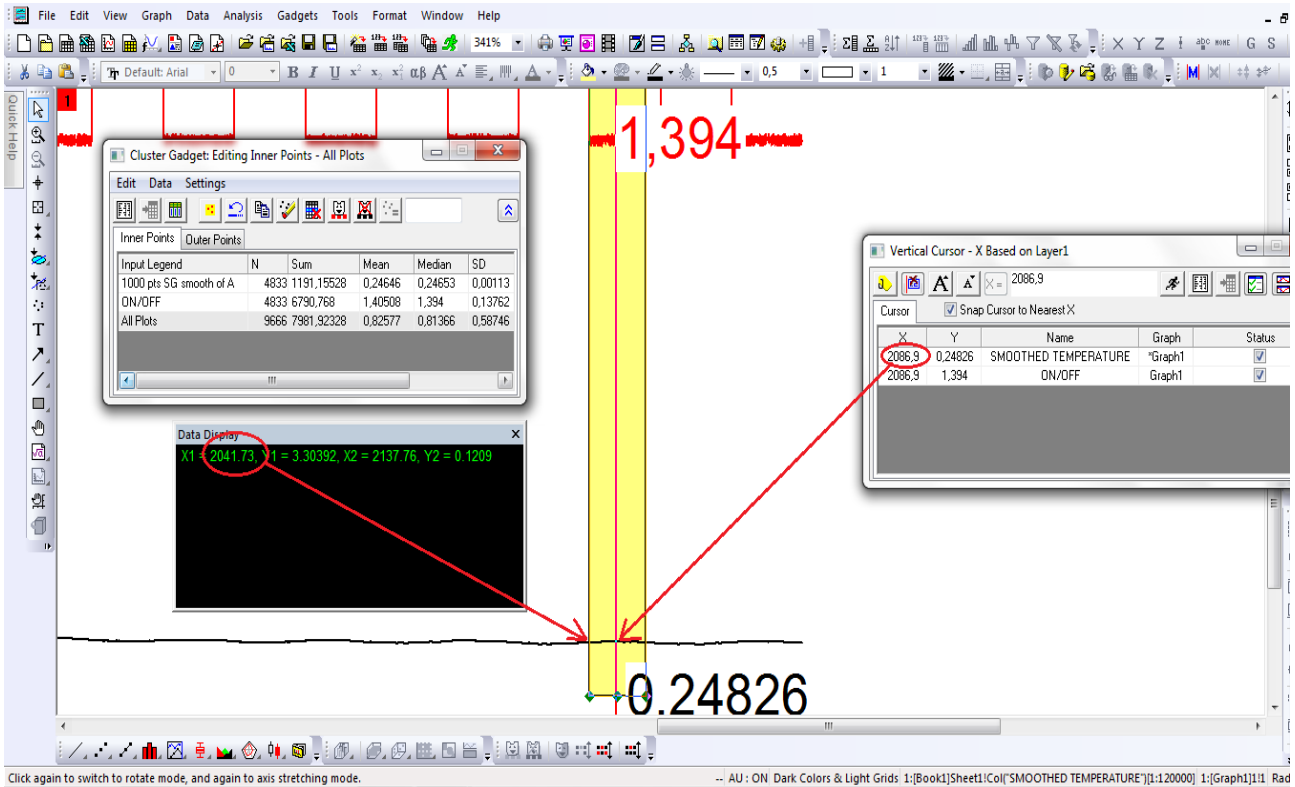 File Edit View Graph Data Analysis Gadgets Tools Format Window Help
341%
X Y Z
G S
Default: Arial 0 B I U x² x₂ αβ A A A 0,5 1
Quick Help
1
1,394
Cluster Gadget: Editing Inner Points - All Plots
Edit Data Settings
Inner Points Outer Points
Input Legend N Sum Mean Median SD
1000 pts SG smooth of A 4833 1191,15528 0,24646 0,24653 0,00113
ON/OFF 4833 6790,768 1,40508 1,394 0,13762
All Plots 9666 7981,92328 0,82577 0,81366 0,58746
Vertical Cursor - X Based on Layer1
X = 2086,9
Cursor Snap Cursor to Nearest X
X Y Name Graph Status
2086,9 0,24826 SMOOTHED TEMPERATURE *Graph1
2086,9 1,394 ON/OFF Graph1
Data Display X
X1 = 2041.73, Y1 = 3.30392, X2 = 2137.76, Y2 = 0.1209
0.24826
Click again to switch to rotate mode, and again to axis stretching mode.
-- AU : ON Dark Colors & Light Grids 1:[Book1]Sheet1!Col("SMOOTHED TEMPERATURE")[1:120000] 1:[Graph1]1!1 Rad